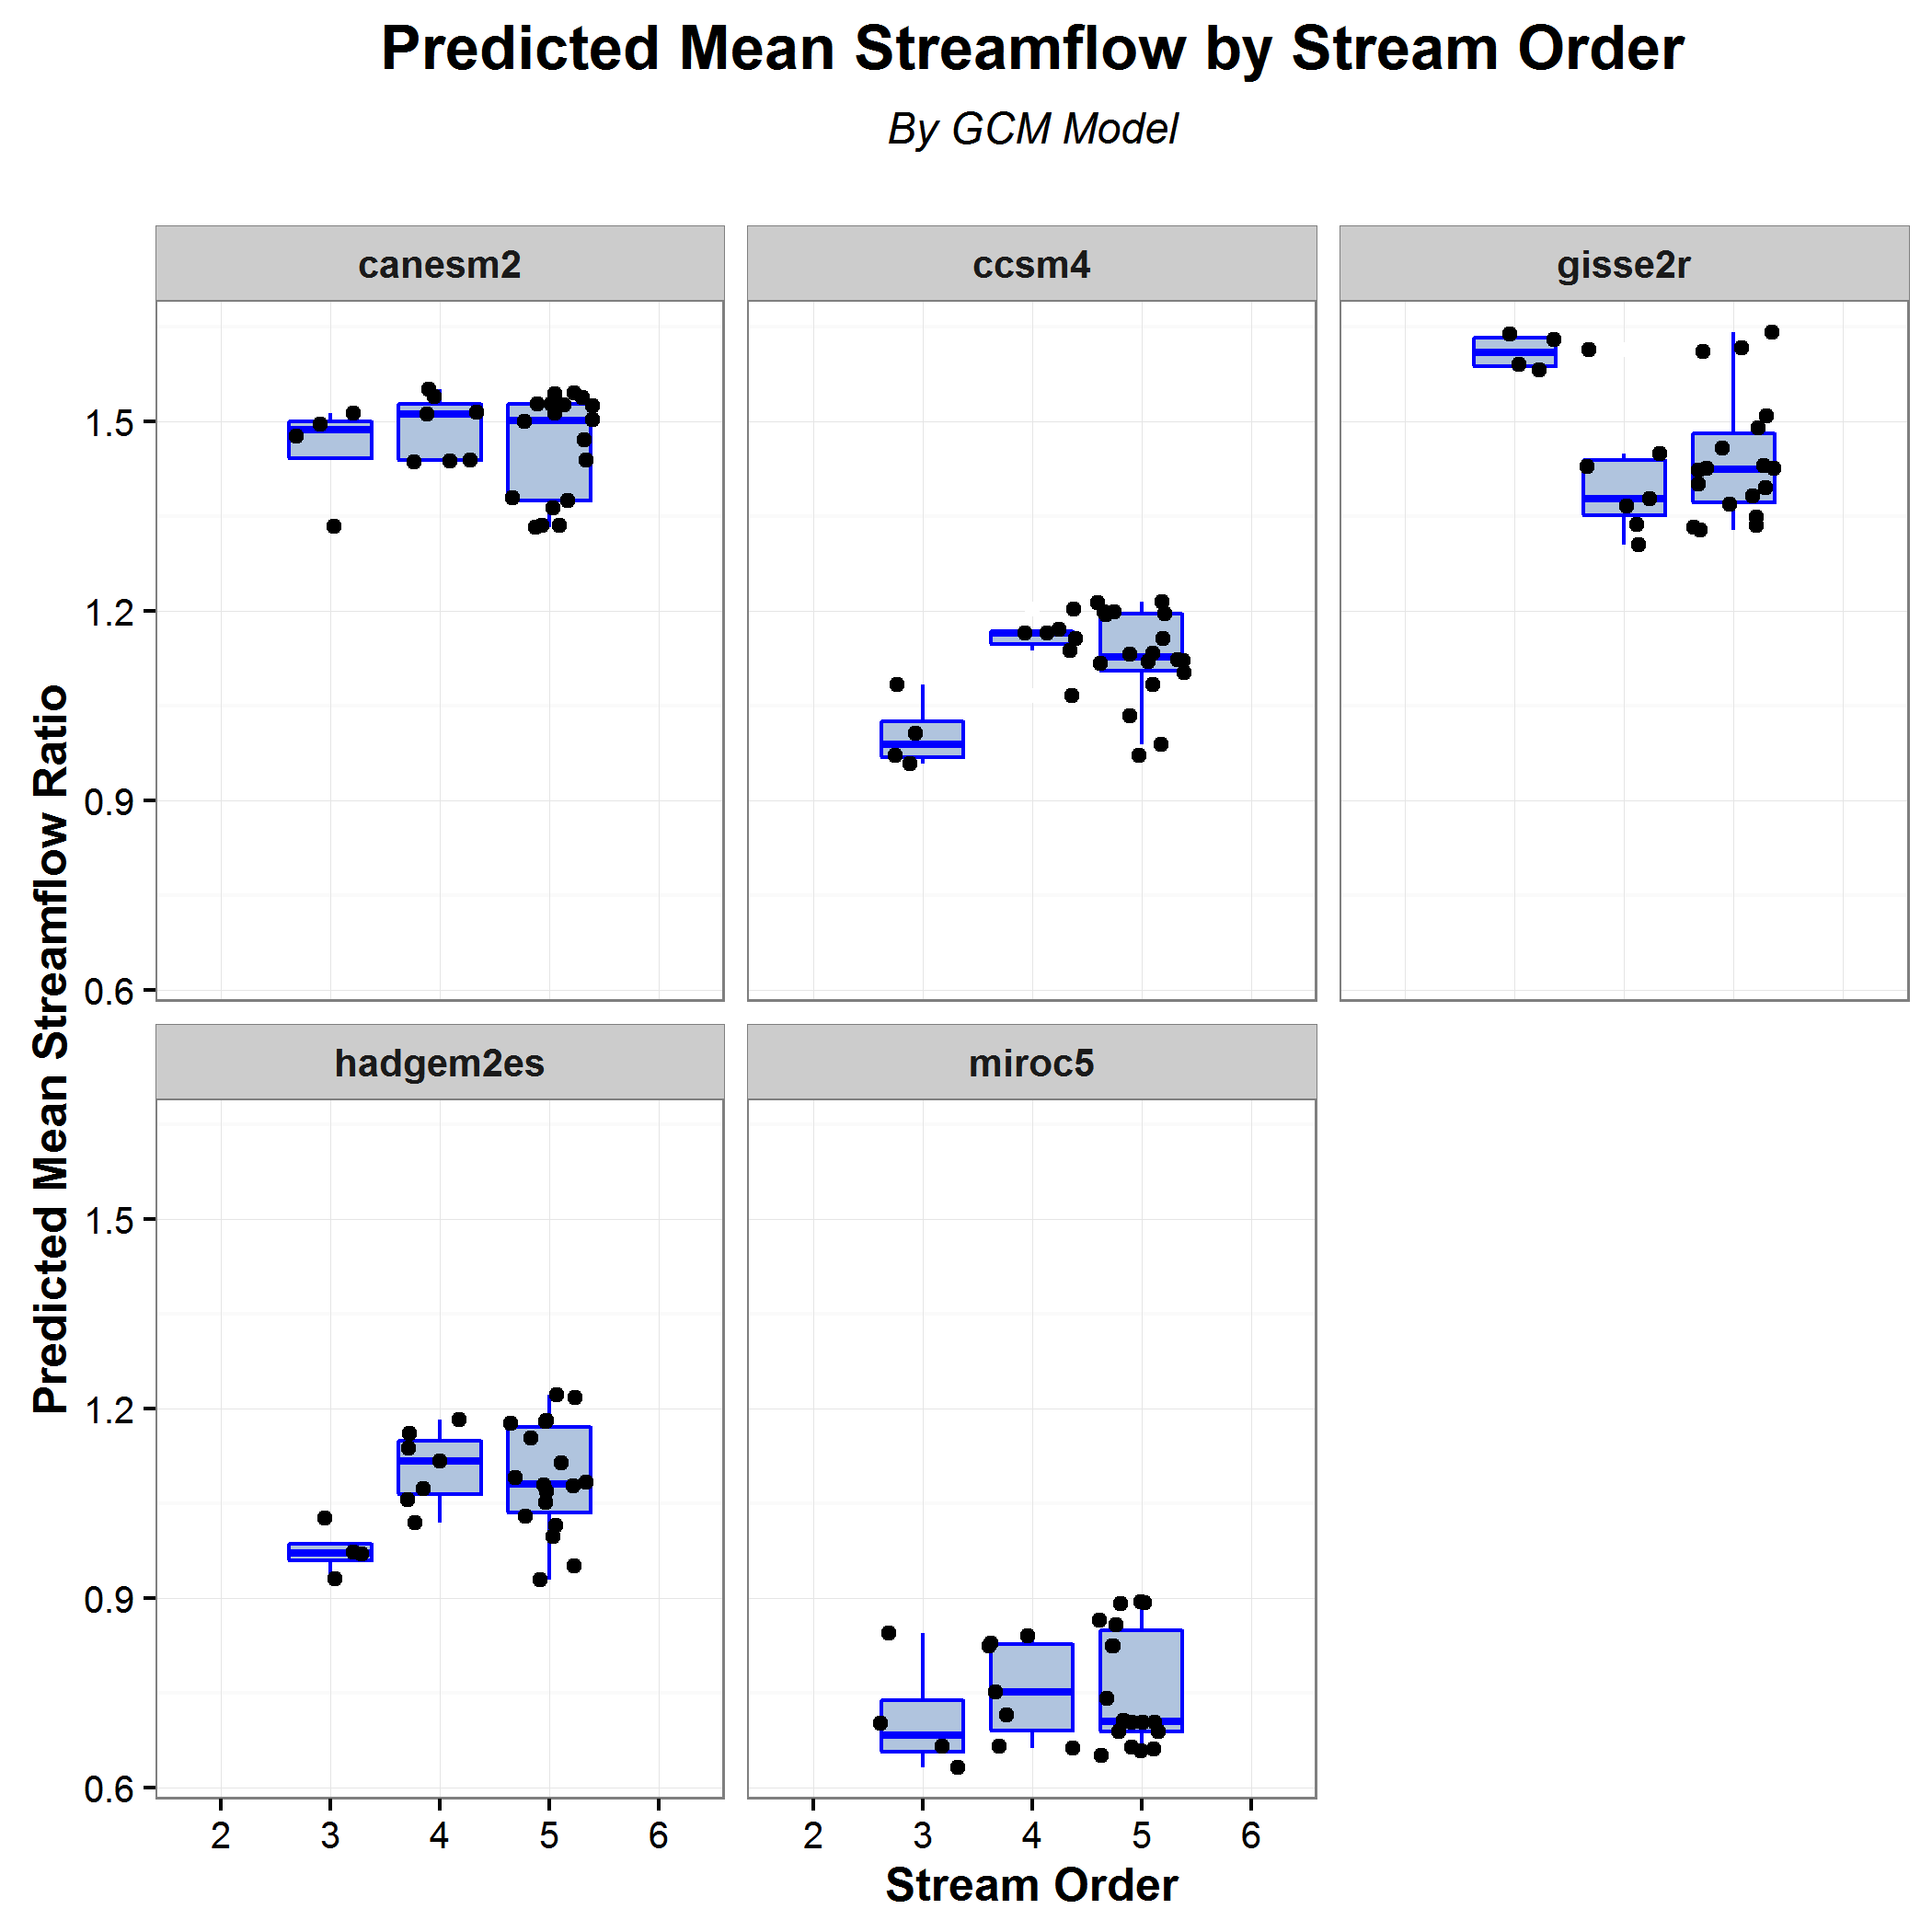 Predicted Mean Streamflow by Stream Order
By GCM Model
canesm2
ccsm4
gisse2r
1.5
1.2
0.9
0.6
Predicted Mean Streamflow Ratio
hadgem2es
miroc5
1.5
1.2
0.9
0.6
2 3 4 5 6
2 3 4 5 6
Stream Order